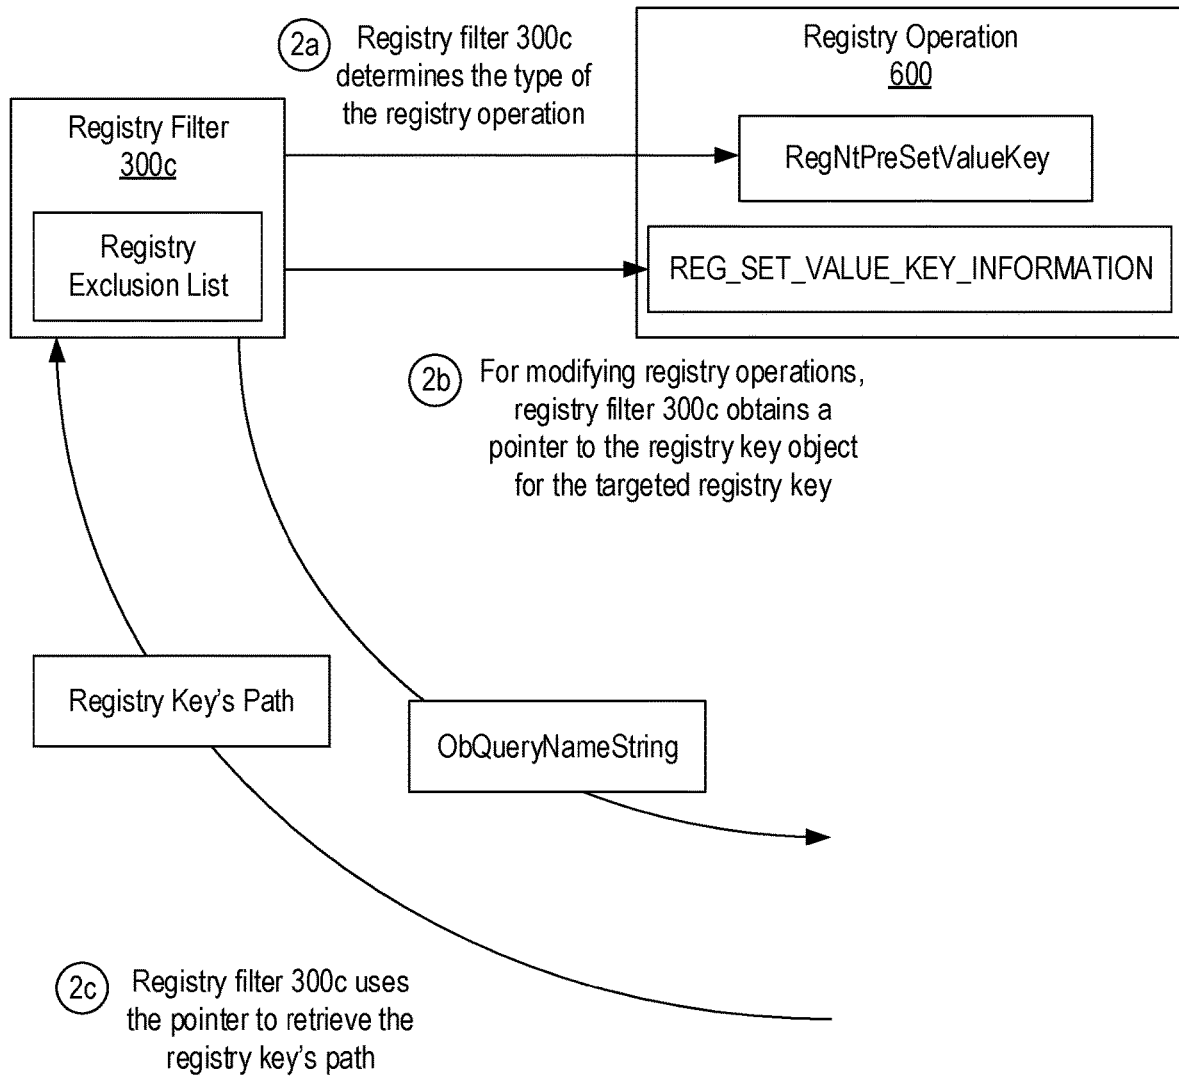 2a
Registry filter 300c
determines the type of
the registry operation
Registry Operation
600
RegNtPreSetValueKey
REG_SET_VALUE_KEY_INFORMATION
Registry Filter
300c
Registry
Exclusion List
2b
For modifying registry operations,
registry filter 300c obtains a
pointer to the registry key object
for the targeted registry key
Registry Key's Path
ObQueryNameString
2c
Registry filter 300c uses
the pointer to retrieve the
registry key's path